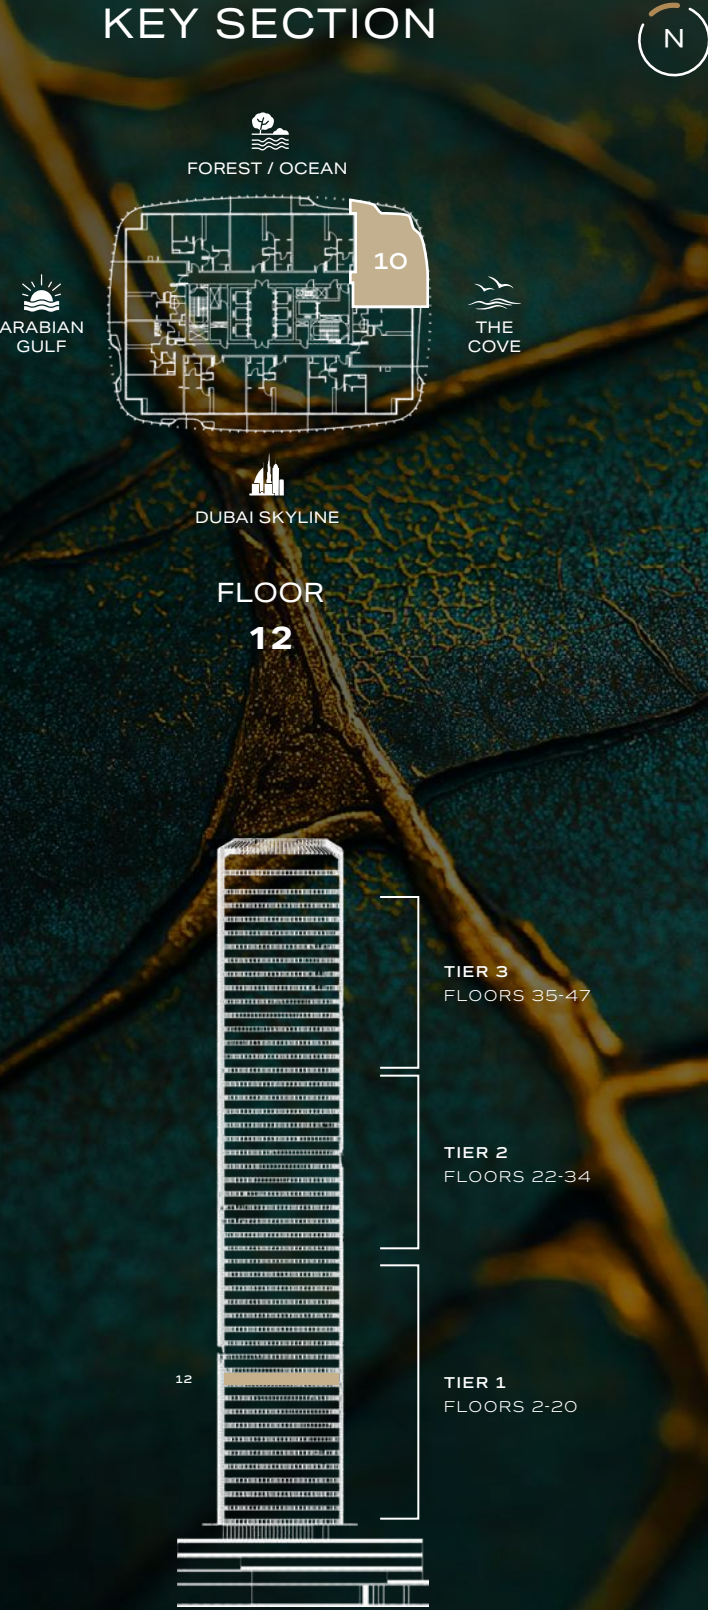 KEY SECTION
N
FOREST / OCEAN
10
ARABIAN
GULF
THE
COVE
DUBAI SKYLINE
FLOOR
12
TIER 3
FLOORS 35-47
TIER 2
FLOORS 22-34
12
TIER 1
FLOORS 2-20